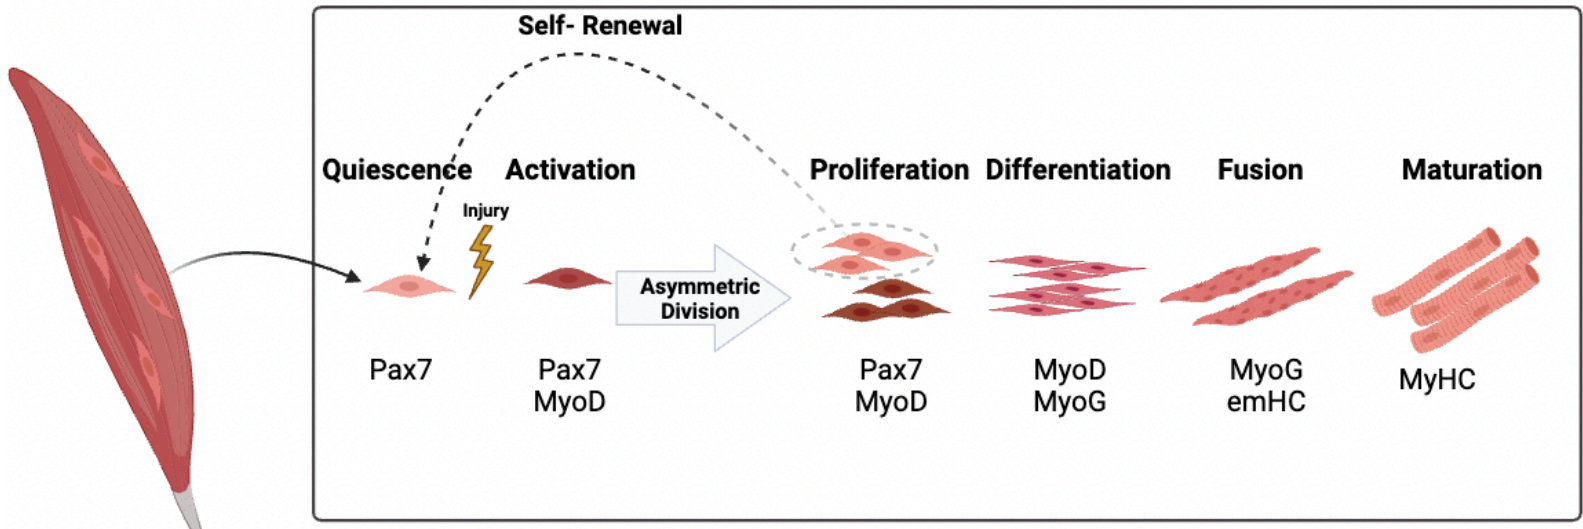 Self- Renewal
Quiescence
Activation
Proliferation
Differentiation
Fusion
Maturation
Injury
Asymmetric
Division
Pax7
Pax7
MyoD
Pax7
MyoD
MyoD
MyoG
MyoG
emHC
MyHC